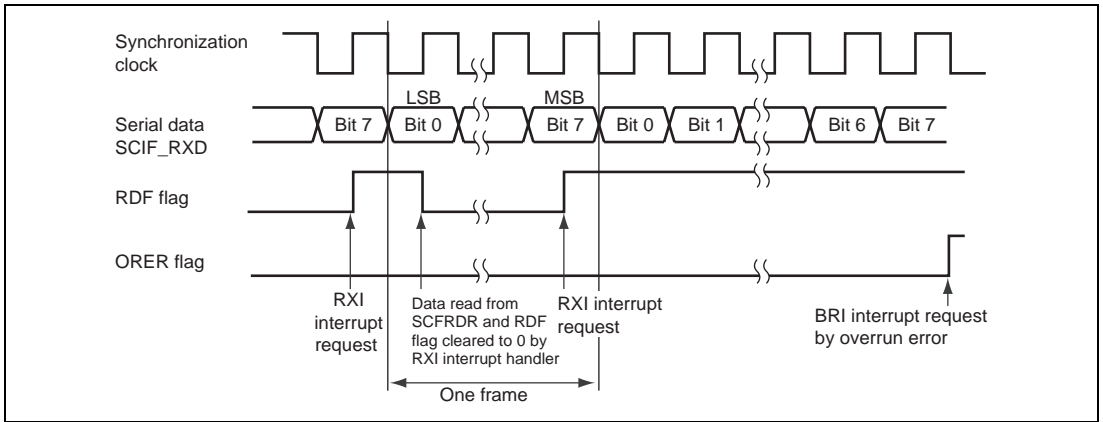 Synchronization
clock
LSB
MSB
Serial data
SCIF_RXD
Bit 7
Bit 0
Bit 7
Bit 0
Bit 1
Bit 6
Bit 7
RDF flag
ORER flag
RXI
interrupt
request
Data read from
SCFRDR and RDF
flag cleared to 0 by
RXI interrupt handler
RXI interrupt
request
BRI interrupt request
by overrun error
One frame